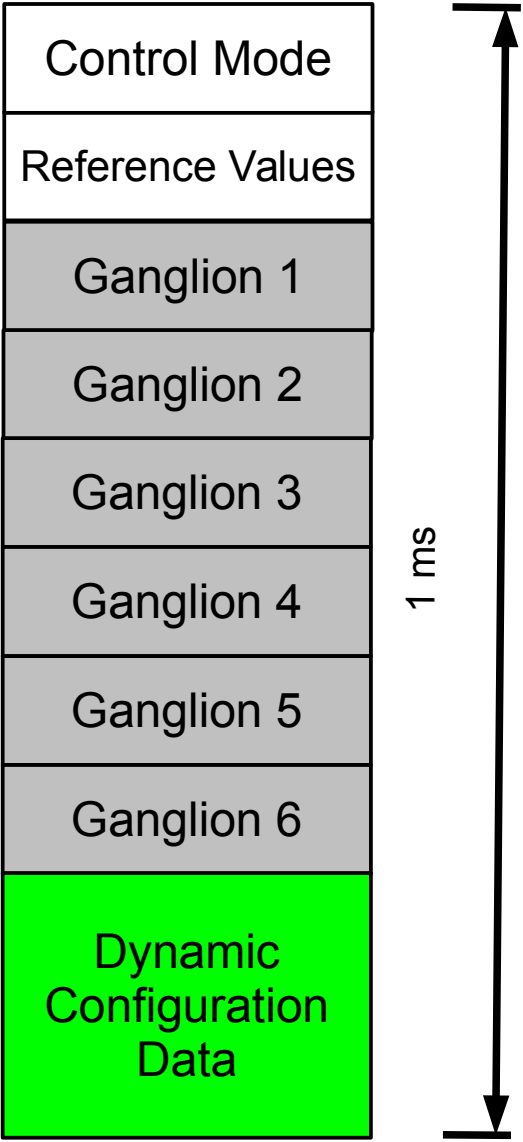 Control Mode
Reference Values
Ganglion 1
Ganglion 2
Ganglion 3
Ganglion 4
Ganglion 5
Ganglion 6
Dynamic
Configuration
Data
1 ms